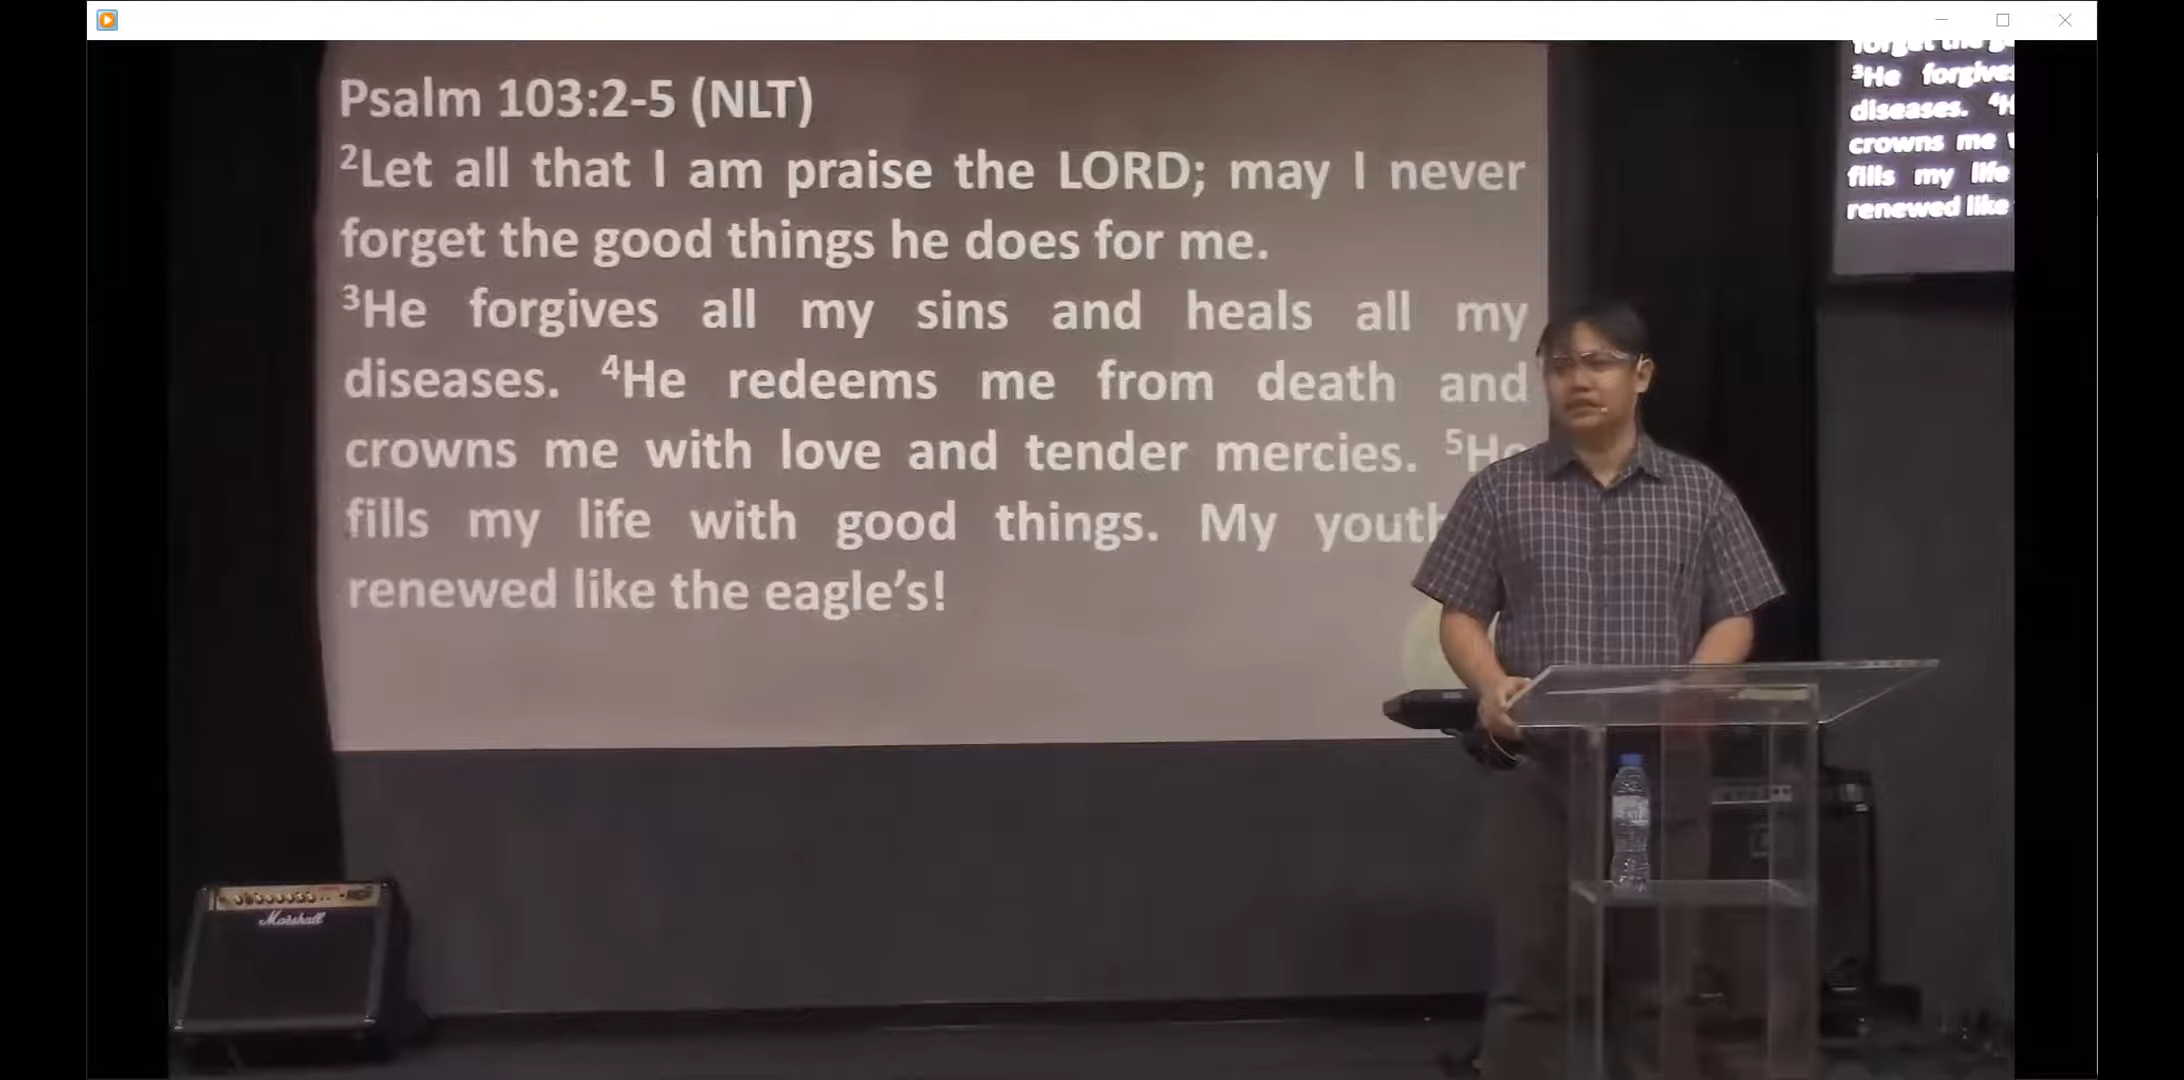 Psalm 103:2-5 (NLT)
²Let all that I am praise the LORD; may I never
forget the good things he does for me.
³He forgives all my sins and heals all my
diseases. ⁴He redeems me from death and
crowns me with love and tender mercies. ⁵He
fills my life with good things. My youth
renewed like the eagle’s!
forget the
³He forgives
diseases. ⁴H
crowns me
fills my life
renewed like
Marshall